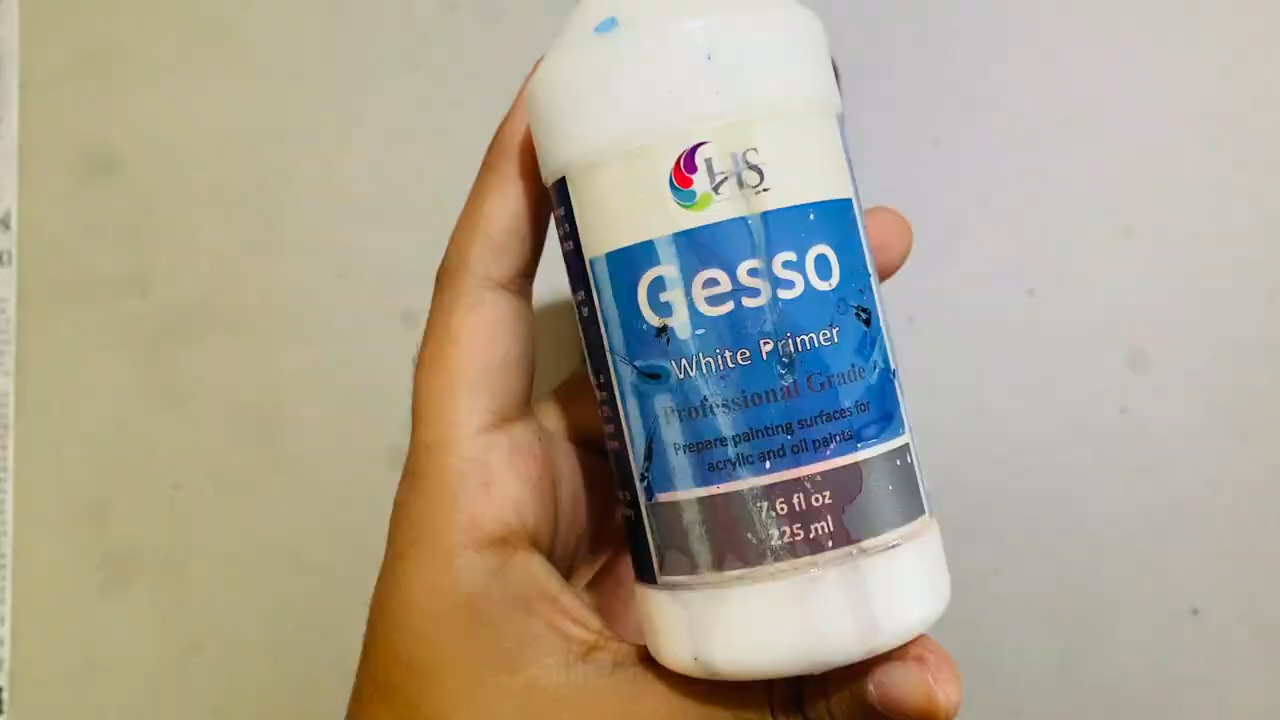 HS
Gesso
White Primer
Professional Grade
Prepare painting surfaces for
acrylic and oil paints
7.6 fl oz
225 ml